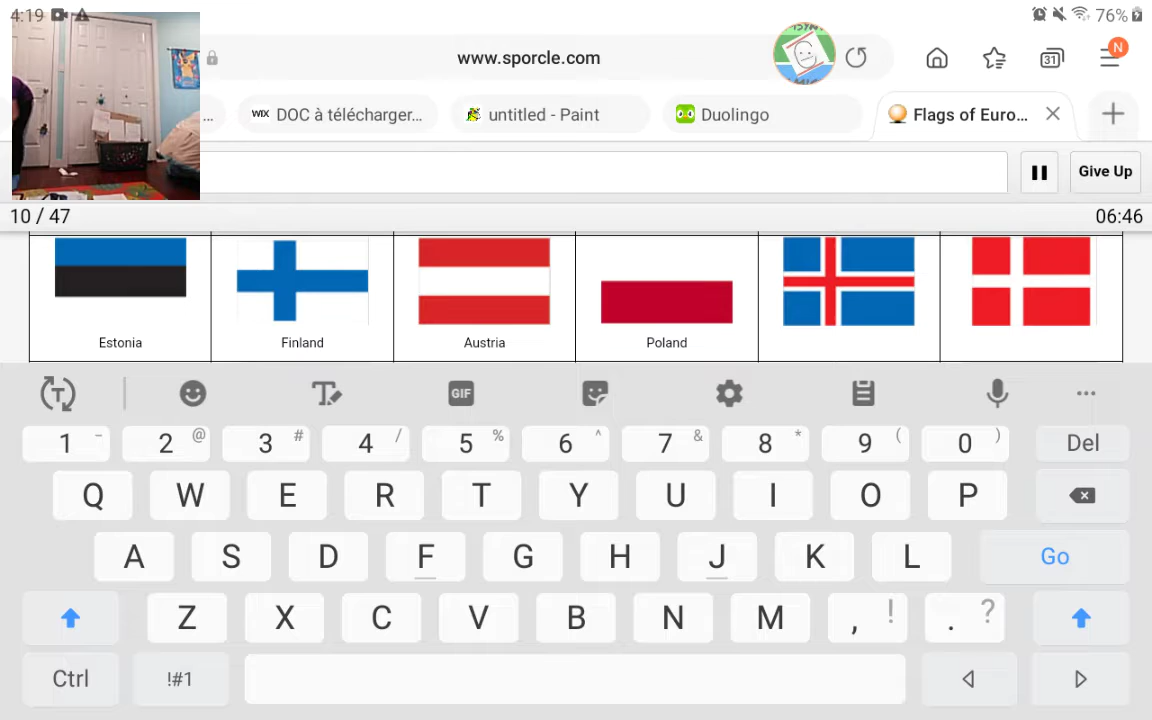 4:19 76%
www.sporcle.com
31 N
... WIX DOC à télécharger... untitled - Paint Duolingo Flags of Euro...
Give Up
10 / 47 06:46
Estonia Finland Austria Poland
T T GIF ...
1 - 2 @ 3 # 4 / 5 % 6 ^ 7 & 8 * 9 ( 0 ) Del
Q W E R T Y U I O P
A S D F G H J K L Go
Z X C V B N M , ! . ?
Ctrl !#1